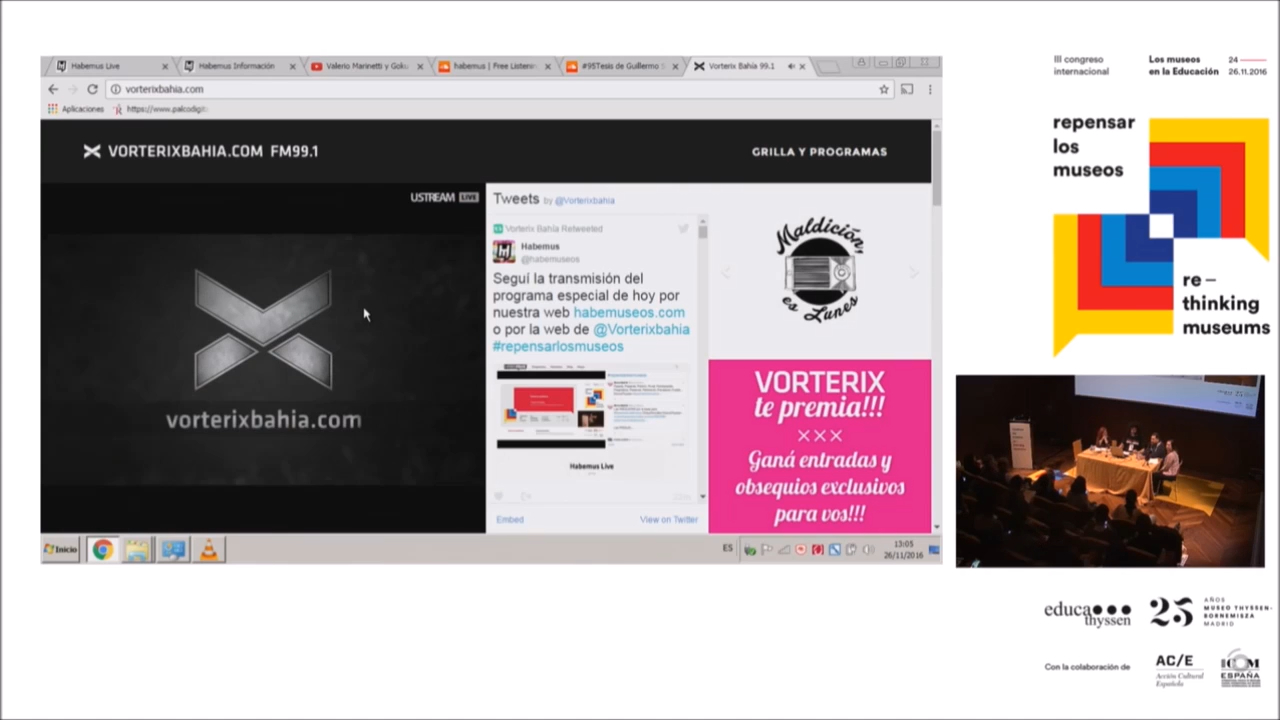 Habemus Live
Habemus Información
Valerio Marinetti y Goku
habemus | Free Listenin
#95Tesis de Guillermo S
Vorterix Bahía 99.1
vorterixbahia.com
Aplicaciones
https://www.palcodigit
VORTERIXBAHIA.COM FM99.1
GRILLA Y PROGRAMAS
USTREAM LIVE
vorterixbahia.com
Tweets by @Vorterixbahia
Vorterix Bahía Retweeted
Habemus
@habemuseos
Seguí la transmisión del
programa especial de hoy por
nuestra web habemuseos.com
o por la web de @Vorterixbahia
#repensarlosmuseos
Habemus Live
Embed
View on Twitter
Maldición,
es Lunes
VORTERIX
te premia!!!
XXX
Ganá entradas y
obsequios exclusivos
para vos!!!
Inicio
ES
13:05
26/11/2016
III congreso
internacional
Los museos
en la Educación
24
26.11.2016
repensar
los
museos
re –
thinking
museums
educa
thyssen
25
AÑOS
MUSEO THYSSEN-
BORNEMISZA
MADRID
Con la colaboración de
AC/E
Acción Cultural
Española
ICOM
ESPAÑA